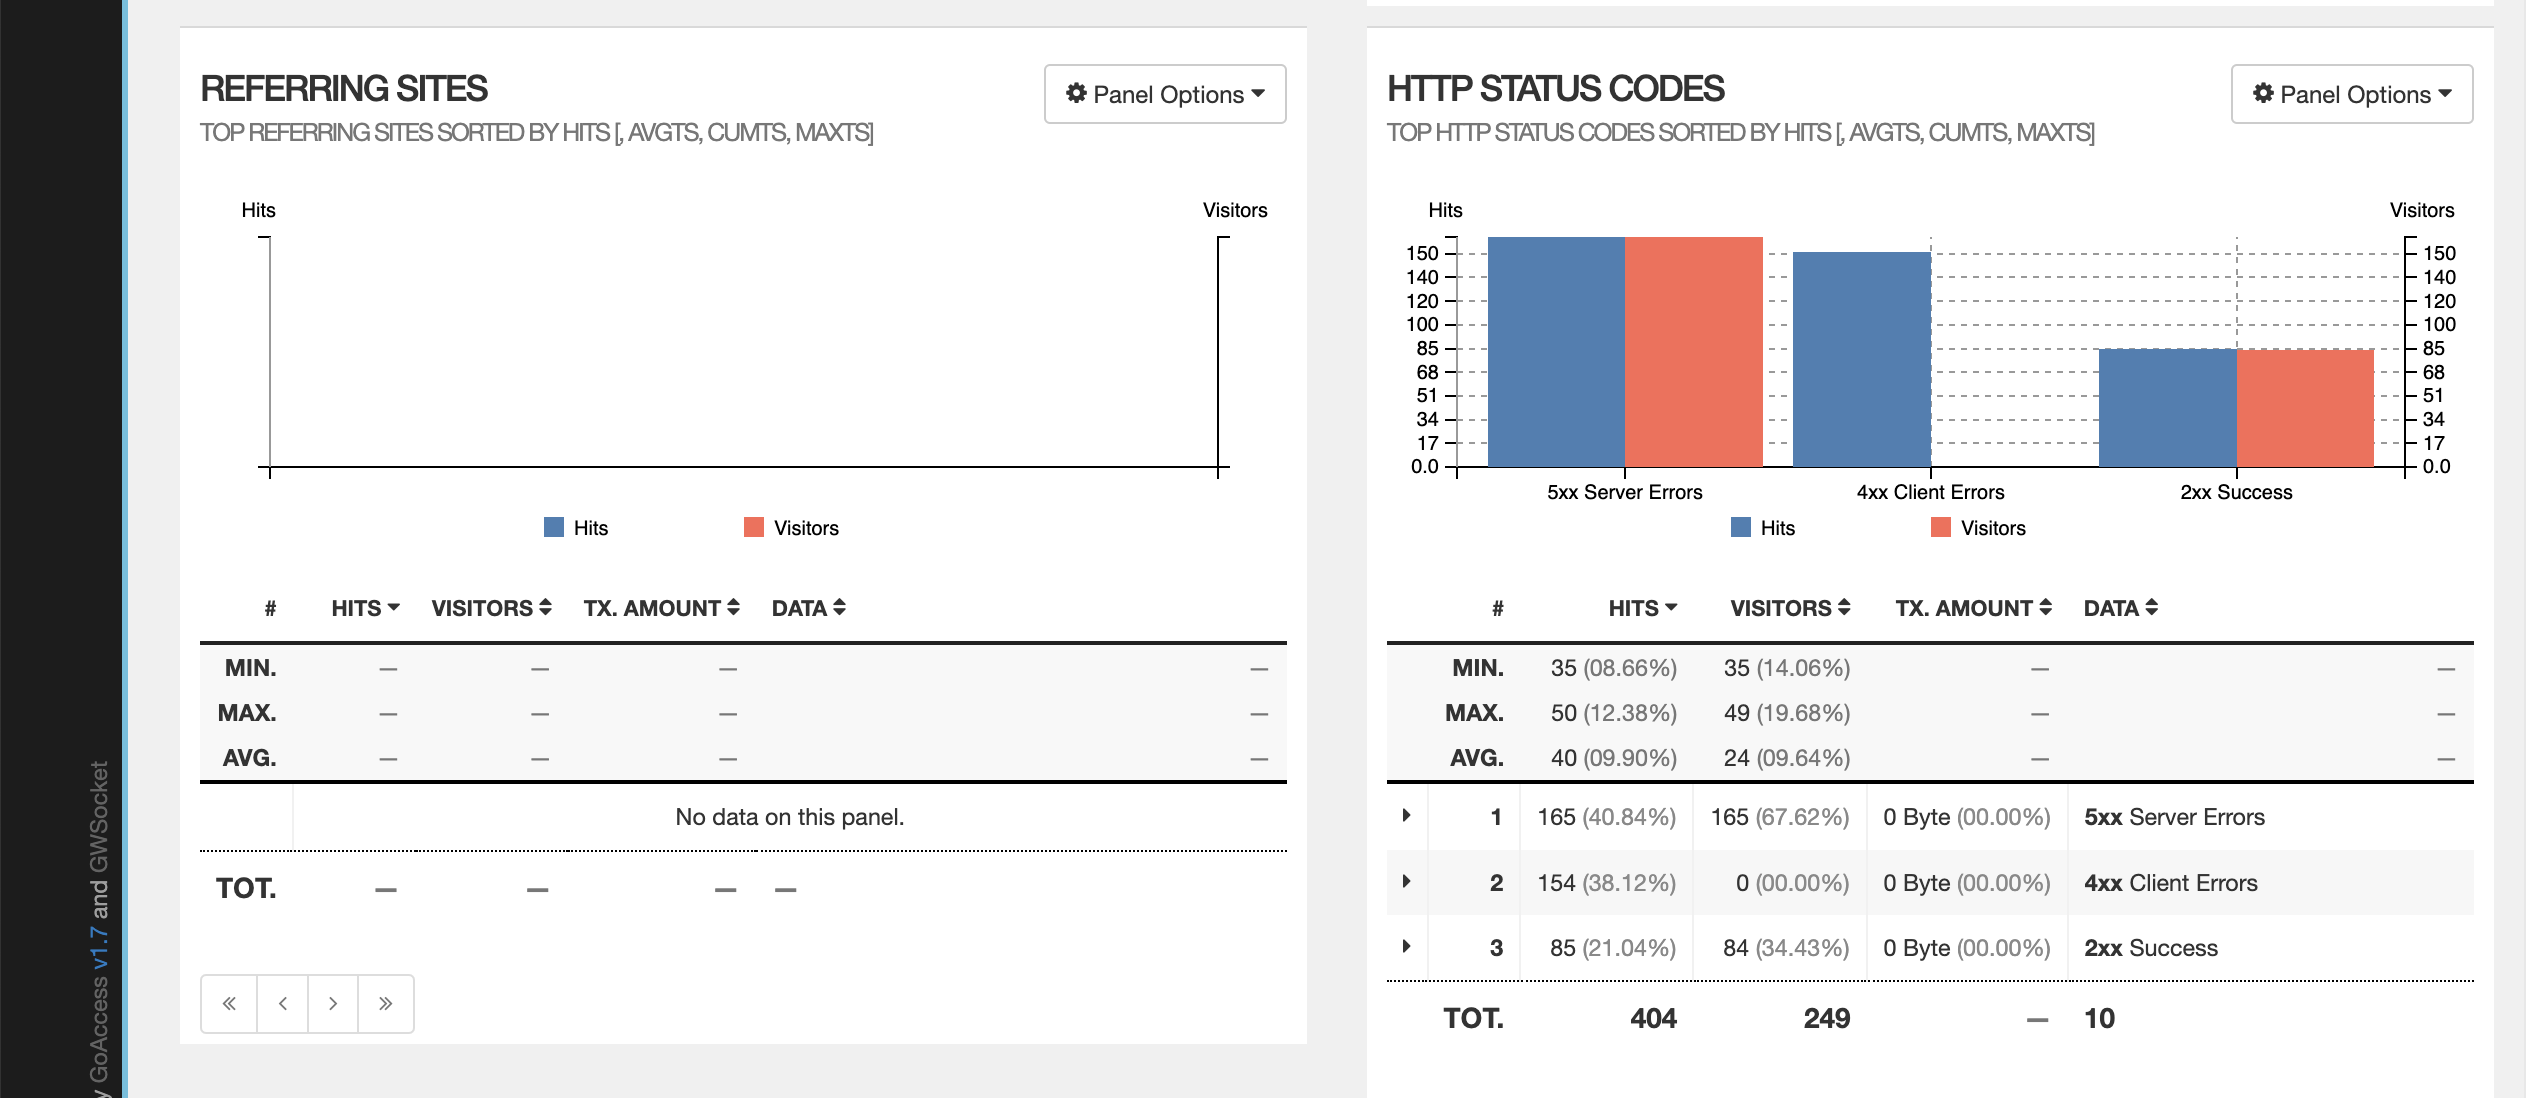 REFERRING SITES
Panel Options
TOP REFERRING SITES SORTED BY HITS [, AVGTS, CUMTS, MAXTS]
Hits
Visitors
Hits
Visitors
# HITS VISITORS TX. AMOUNT DATA
MIN. — — — —
MAX. — — — —
AVG. — — — —
No data on this panel.
TOT. — — — —
« < > »
HTTP STATUS CODES
Panel Options
TOP HTTP STATUS CODES SORTED BY HITS [, AVGTS, CUMTS, MAXTS]
Hits
Visitors
150 150
140 140
120 120
100 100
85 85
68 68
51 51
34 34
17 17
0.0 0.0
5xx Server Errors 4xx Client Errors 2xx Success
Hits
Visitors
# HITS VISITORS TX. AMOUNT DATA
MIN. 35 (08.66%) 35 (14.06%) — —
MAX. 50 (12.38%) 49 (19.68%) — —
AVG. 40 (09.90%) 24 (09.64%) — —
1 165 (40.84%) 165 (67.62%) 0 Byte (00.00%) 5xx Server Errors
2 154 (38.12%) 0 (00.00%) 0 Byte (00.00%) 4xx Client Errors
3 85 (21.04%) 84 (34.43%) 0 Byte (00.00%) 2xx Success
TOT. 404 249 — 10
y GoAccess v1.7 and GWSocket